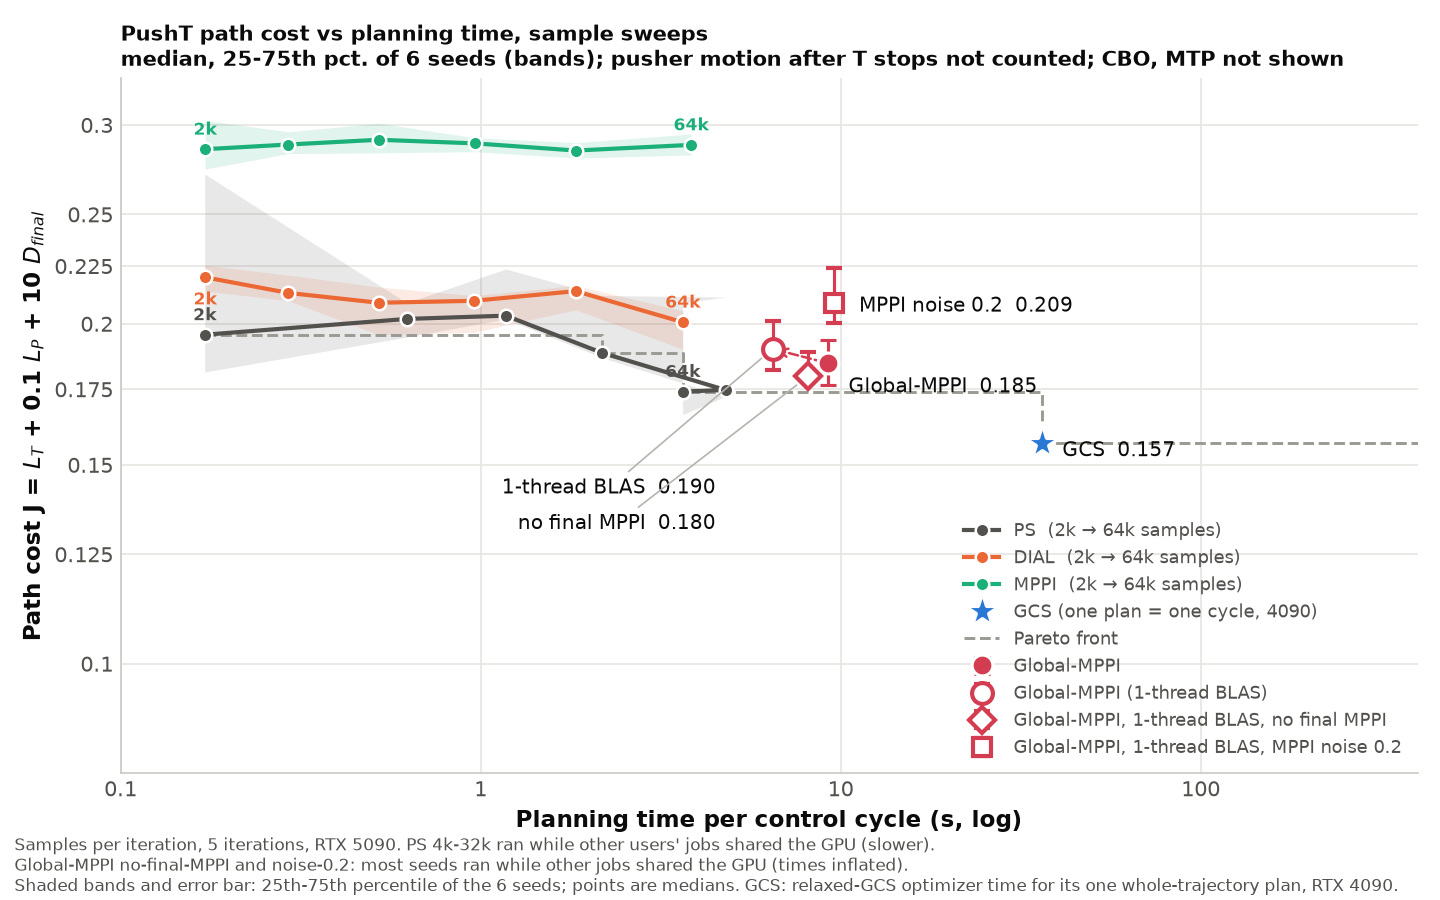 PushT path cost vs planning time, sample sweeps
median, 25-75th pct. of 6 seeds (bands); pusher motion after T stops not counted; CBO, MTP not shown
Path cost J = L_T + 0.1 L_P + 10 D_final
0.3
0.25
0.225
0.2
0.175
0.15
0.125
0.1
2k
64k
2k
2k
64k
64k
MPPI noise 0.2 0.209
Global-MPPI 0.185
GCS 0.157
1-thread BLAS 0.190
no final MPPI 0.180
PS (2k → 64k samples)
DIAL (2k → 64k samples)
MPPI (2k → 64k samples)
GCS (one plan = one cycle, 4090)
Pareto front
Global-MPPI
Global-MPPI (1-thread BLAS)
Global-MPPI, 1-thread BLAS, no final MPPI
Global-MPPI, 1-thread BLAS, MPPI noise 0.2
0.1
1
10
100
Planning time per control cycle (s, log)
Samples per iteration, 5 iterations, RTX 5090. PS 4k-32k ran while other users' jobs shared the GPU (slower).
Global-MPPI no-final-MPPI and noise-0.2: most seeds ran while other jobs shared the GPU (times inflated).
Shaded bands and error bar: 25th-75th percentile of the 6 seeds; points are medians. GCS: relaxed-GCS optimizer time for its one whole-trajectory plan, RTX 4090.